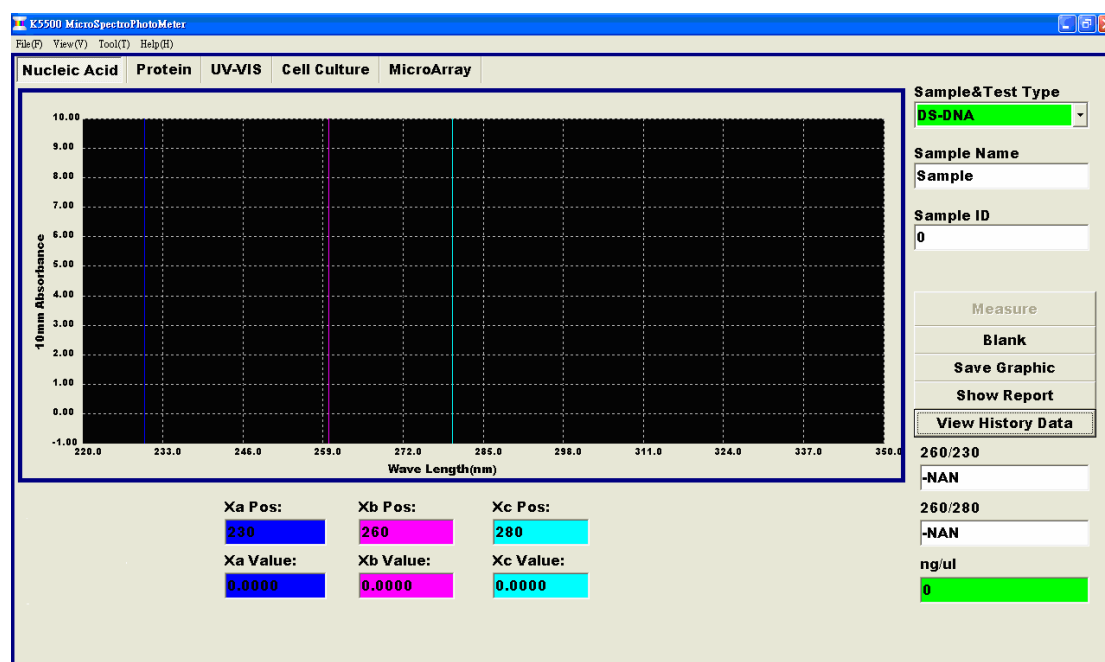 K5500 MicroSpectroPhotoMeter
File(F) View(V) Tool(T) Help(H)
Nucleic Acid Protein UV-VIS Cell Culture MicroArray
10mm Absorbance
10.00
9.00
8.00
7.00
6.00
5.00
4.00
3.00
2.00
1.00
0.00
-1.00
220.0 233.0 246.0 259.0 272.0 285.0 298.0 311.0 324.0 337.0 350.0
Wave Length(nm)
Xa Pos: Xb Pos: Xc Pos:
230 260 280
Xa Value: Xb Value: Xc Value:
0.0000 0.0000 0.0000
Sample&Test Type
DS-DNA
Sample Name
Sample
Sample ID
0
Measure
Blank
Save Graphic
Show Report
View History Data
260/230
-NAN
260/280
-NAN
ng/ul
0